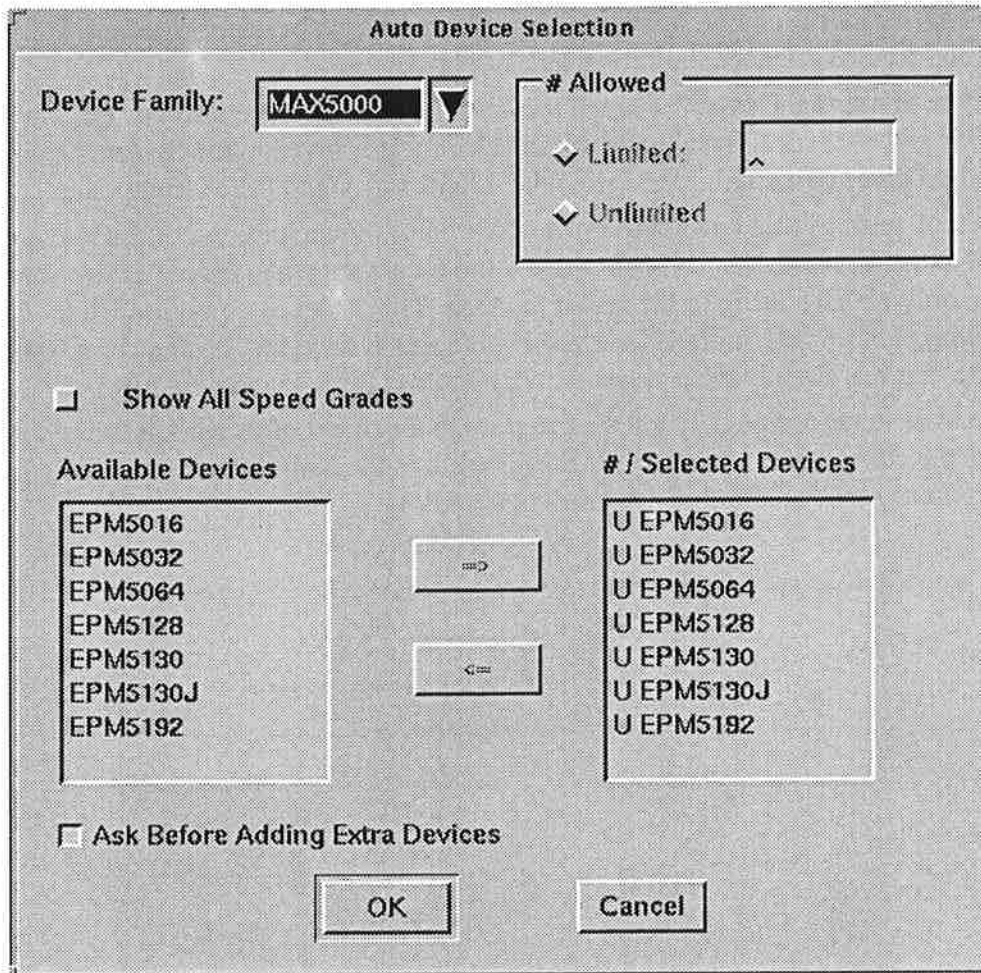 Auto Device Selection
Device Family: MAX5000
# Allowed
Limited:
Unlimited
Show All Speed Grades
Available Devices
EPM5016
EPM5032
EPM5064
EPM5128
EPM5130
EPM5130J
EPM5192
==>
<==
# / Selected Devices
U EPM5016
U EPM5032
U EPM5064
U EPM5128
U EPM5130
U EPM5130J
U EPM5192
Ask Before Adding Extra Devices
OK
Cancel